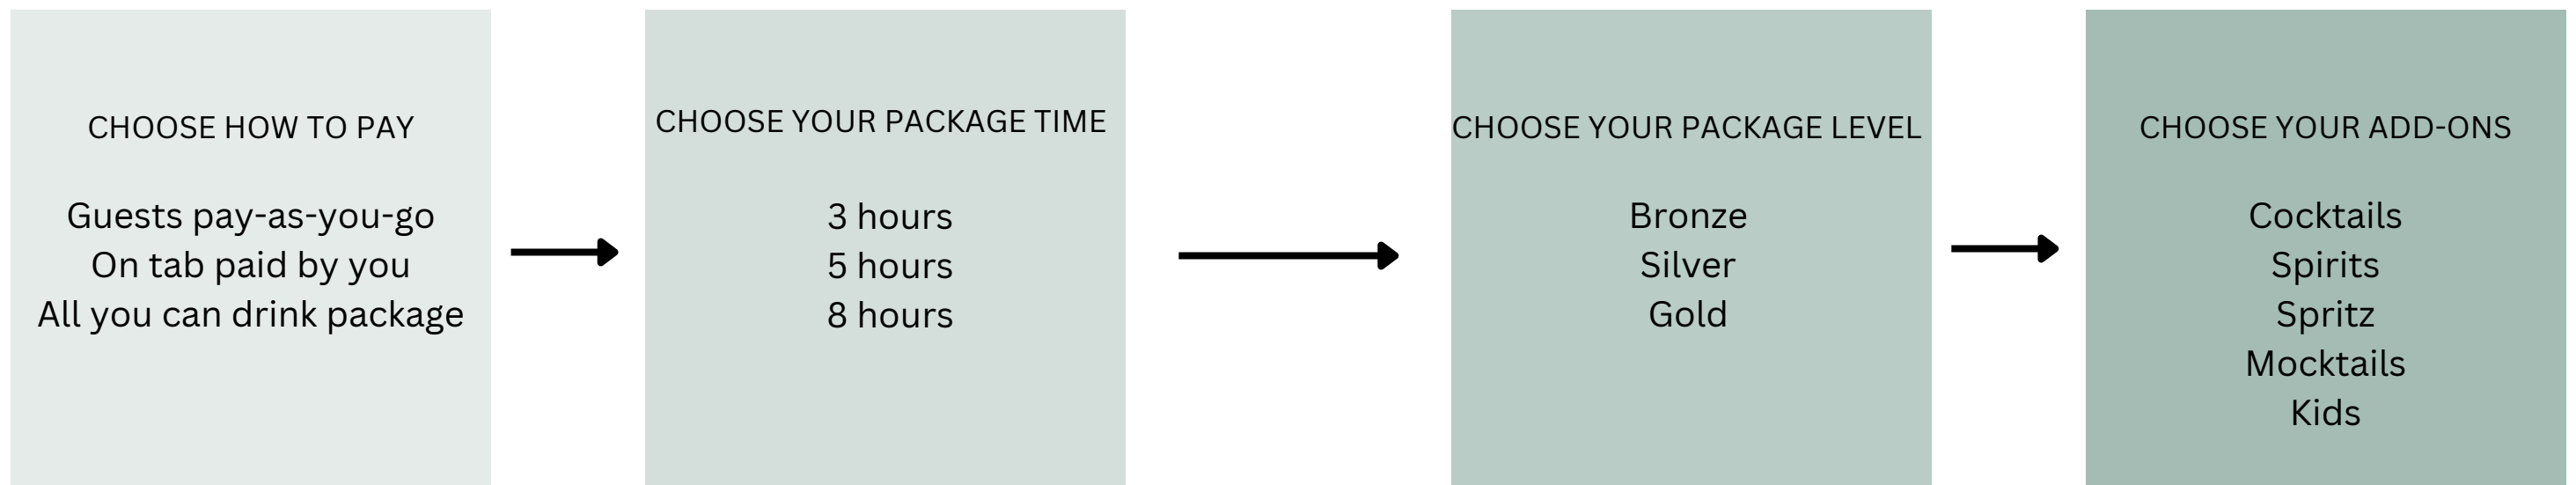 CHOOSE HOW TO PAY
Guests pay-as-you-go
On tab paid by you
All you can drink package
CHOOSE YOUR PACKAGE TIME
3 hours
5 hours
8 hours
CHOOSE YOUR PACKAGE LEVEL
Bronze
Silver
Gold
CHOOSE YOUR ADD-ONS
Cocktails
Spirits
Spritz
Mocktails
Kids